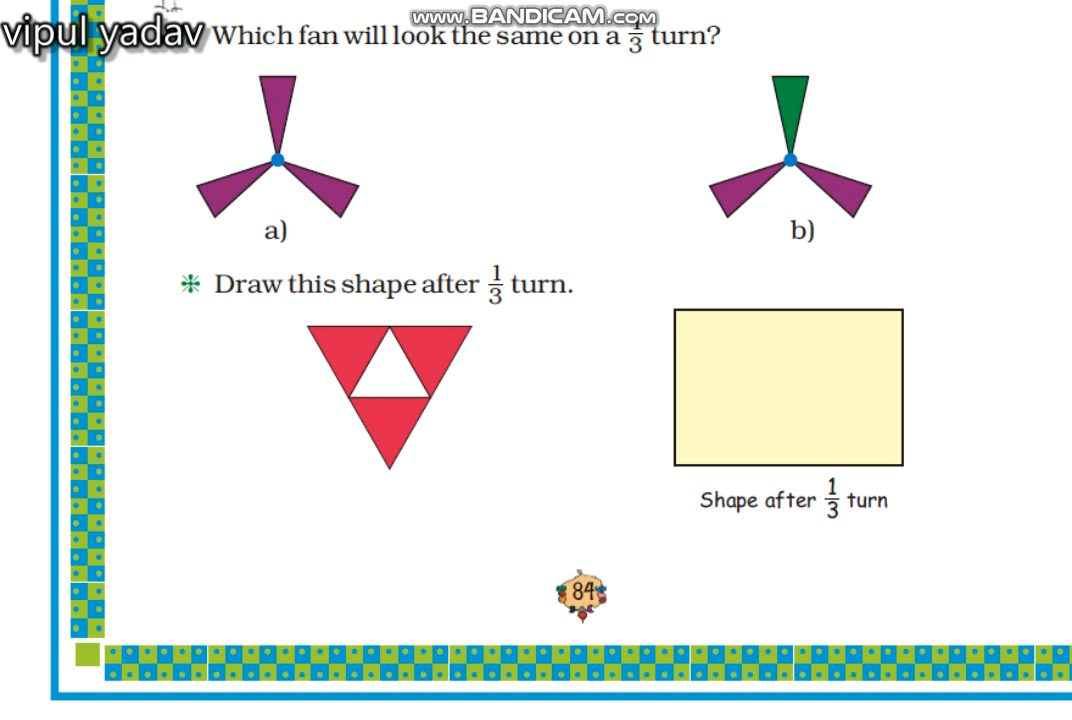 www.BANDICAM.com
vipul yadav
Which fan will look the same on a 1/3 turn?
a)
b)
Draw this shape after 1/3 turn.
Shape after 1/3 turn
84